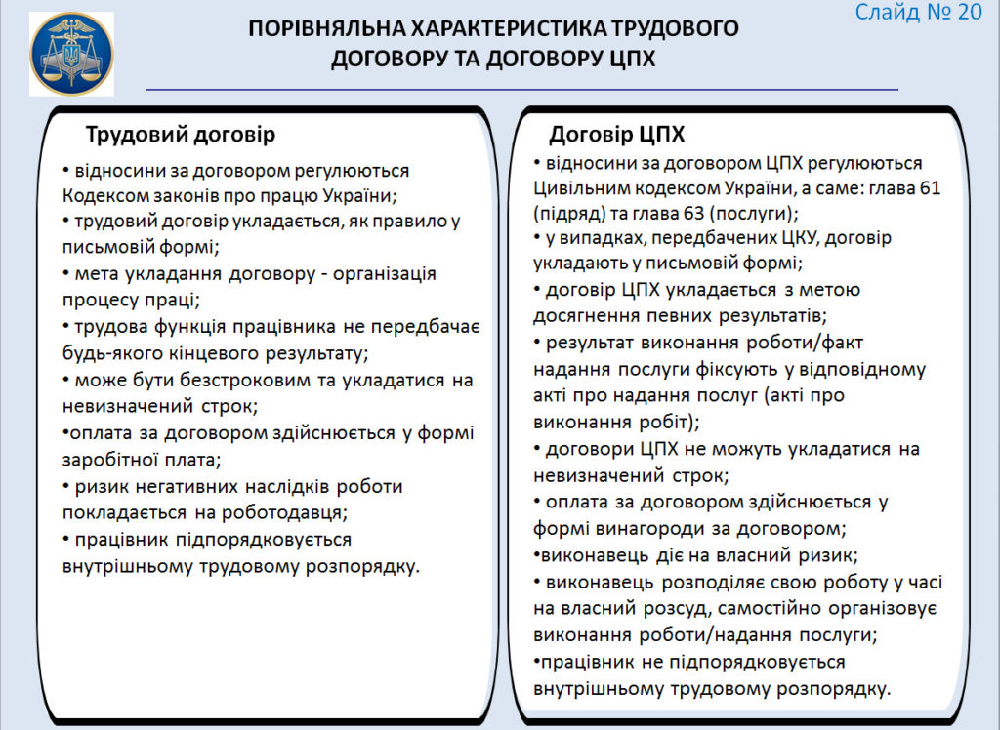 Слайд № 20
ПОРІВНЯЛЬНА ХАРАКТЕРИСТИКА ТРУДОВОГО
ДОГОВОРУ ТА ДОГОВОРУ ЦПХ
Трудовий договір
• відносини за договором регулюються
Кодексом законів про працю України;
• трудовий договір укладається, як правило у
письмовій формі;
• мета укладання договору - організація
процесу праці;
• трудова функція працівника не передбачає
будь-якого кінцевого результату;
• може бути безстроковим та укладатися на
невизначений строк;
•оплата за договором здійснюється у формі
заробітної плата;
• ризик негативних наслідків роботи
покладається на роботодавця;
• працівник підпорядковується
внутрішньому трудовому розпорядку.
Договір ЦПХ
• відносини за договором ЦПХ регулюються
Цивільним кодексом України, а саме: глава 61
(підряд) та глава 63 (послуги);
• у випадках, передбачених ЦКУ, договір
укладають у письмовій формі;
• договір ЦПХ укладається з метою
досягнення певних результатів;
• результат виконання роботи/факт
надання послуги фіксують у відповідному
акті про надання послуг (акті про
виконання робіт);
• договори ЦПХ не можуть укладатися на
невизначений строк;
• оплата за договором здійснюється у
формі винагороди за договором;
•виконавець діє на власний ризик;
• виконавець розподіляє свою роботу у часі
на власний розсуд, самостійно організовує
виконання роботи/надання послуги;
•працівник не підпорядковується
внутрішньому трудовому розпорядку.